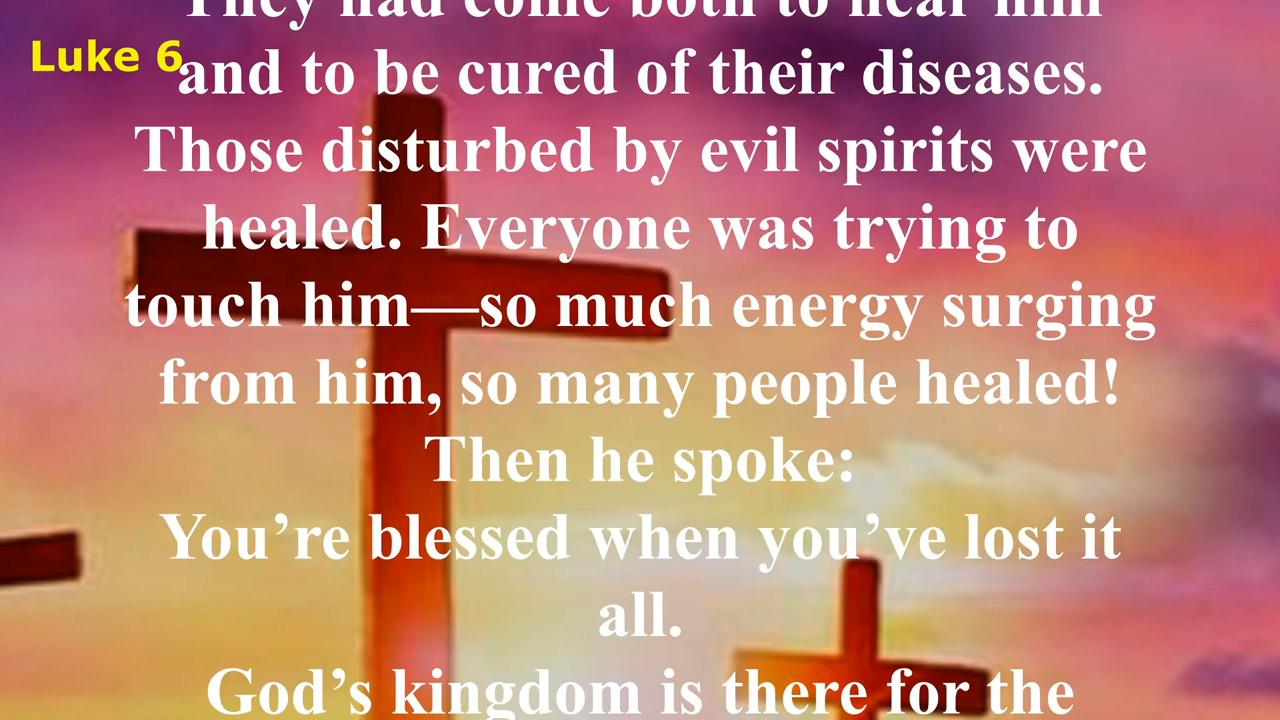 They had come both to hear him
Luke 6
and to be cured of their diseases.
Those disturbed by evil spirits were
healed. Everyone was trying to
touch him—so much energy surging
from him, so many people healed!
Then he spoke:
You’re blessed when you’ve lost it
all.
God’s kingdom is there for the